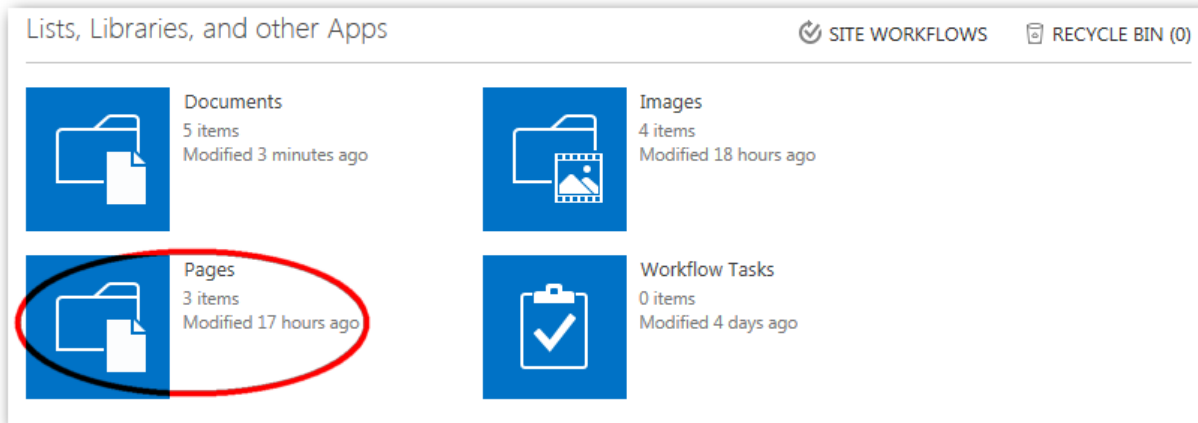 Lists, Libraries, and other Apps
SITE WORKFLOWS
RECYCLE BIN (0)
Documents
5 items
Modified 3 minutes ago
Images
4 items
Modified 18 hours ago
Pages
3 items
Modified 17 hours ago
Workflow Tasks
0 items
Modified 4 days ago